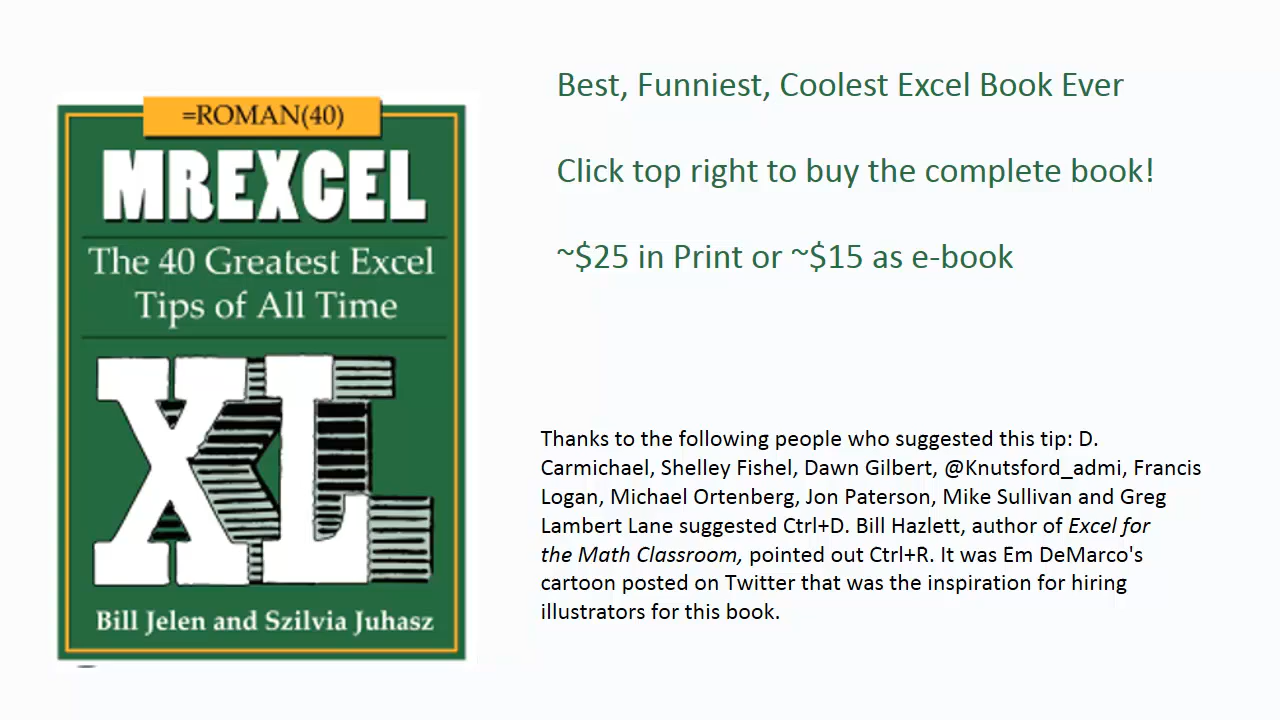 =ROMAN(40)
MREXCEL
The 40 Greatest Excel
Tips of All Time
XL
Bill Jelen and Szilvia Juhasz
Best, Funniest, Coolest Excel Book Ever
Click top right to buy the complete book!
~$25 in Print or ~$15 as e-book
Thanks to the following people who suggested this tip: D.
Carmichael, Shelley Fishel, Dawn Gilbert, @Knutsford_admi, Francis
Logan, Michael Ortenberg, Jon Paterson, Mike Sullivan and Greg
Lambert Lane suggested Ctrl+D. Bill Hazlett, author of Excel for
the Math Classroom, pointed out Ctrl+R. It was Em DeMarco's
cartoon posted on Twitter that was the inspiration for hiring
illustrators for this book.